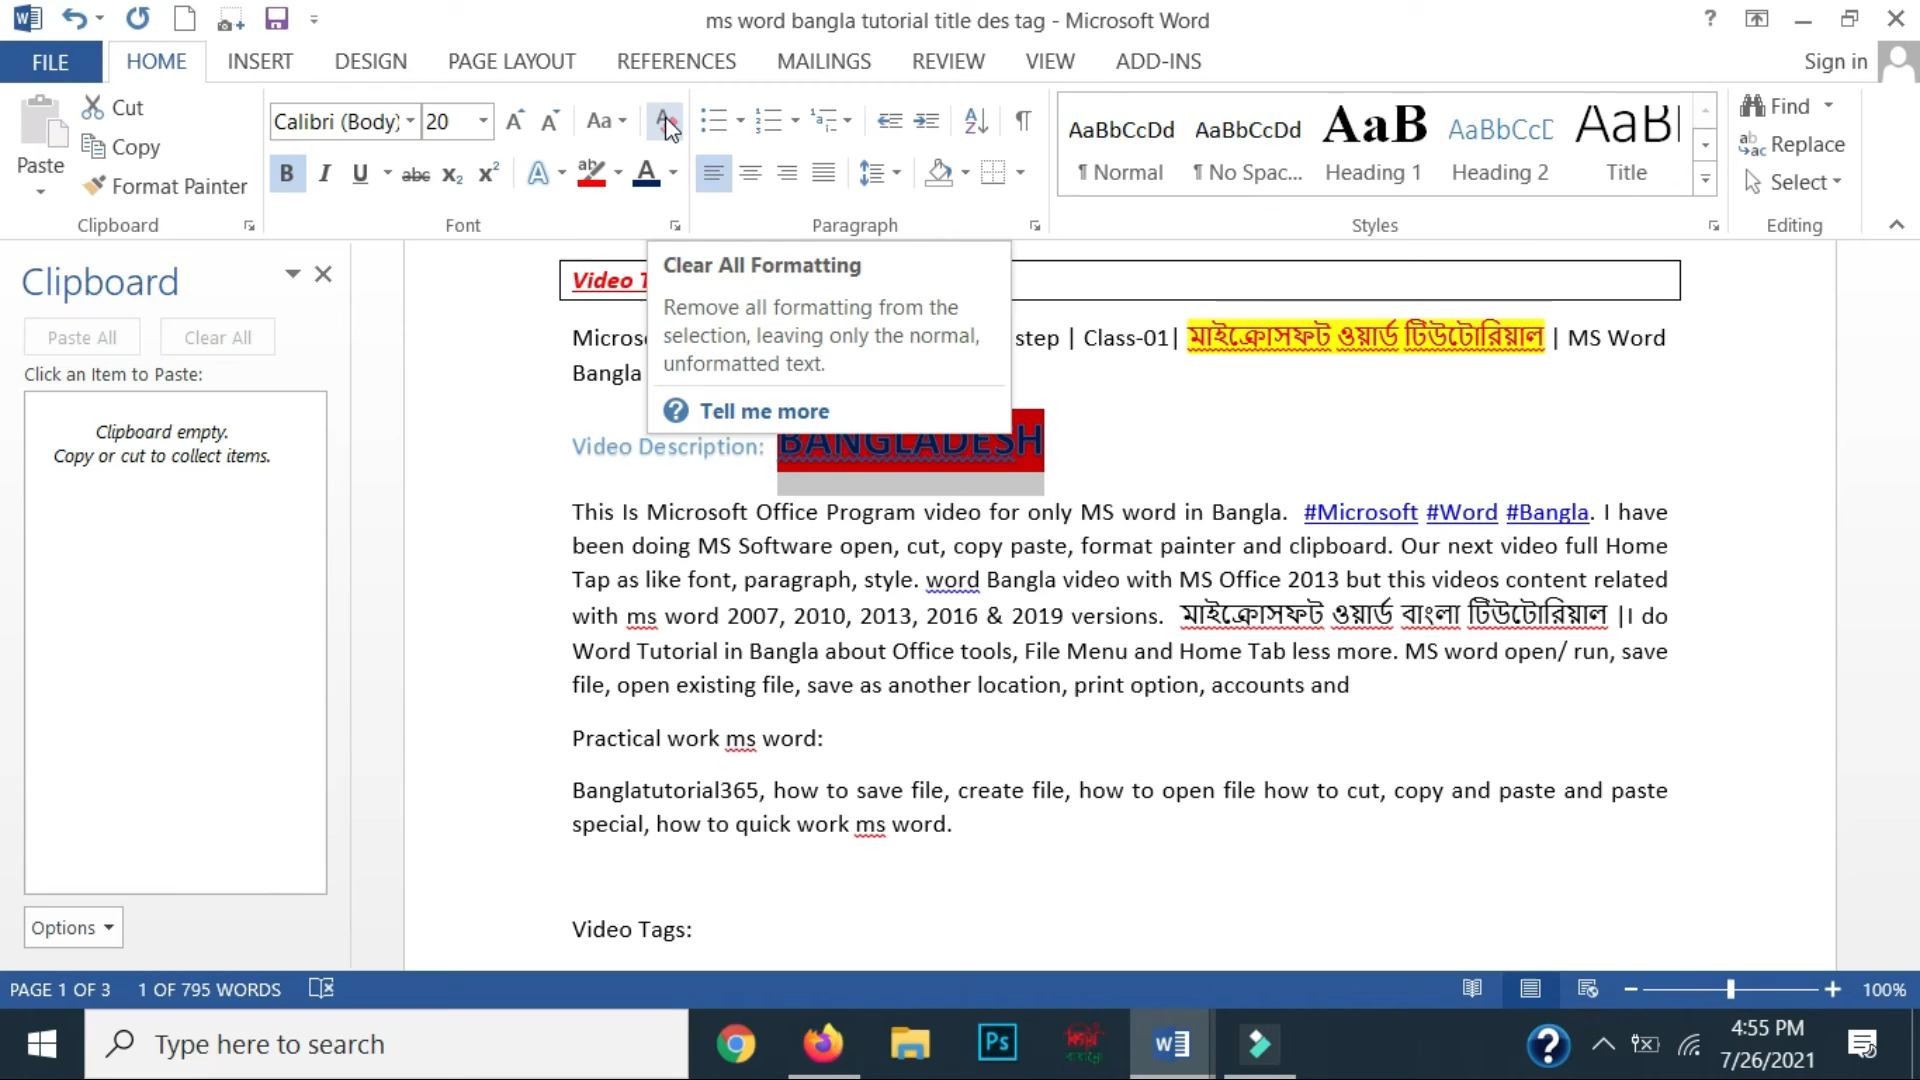 ms word bangla tutorial title des tag - Microsoft Word
FILE HOME INSERT DESIGN PAGE LAYOUT REFERENCES MAILINGS REVIEW VIEW ADD-INS Sign in
Paste
Cut
Copy
Format Painter
Clipboard
Calibri (Body) 20 Aa
B I U abc X₂ X² A ab A
Font
Paragraph
AaBbCcDd AaBbCcDd AaB AaBbCcC AaB
¶ Normal ¶ No Spac... Heading 1 Heading 2 Title
Styles
Find
Replace
Select
Editing
Clipboard
Paste All Clear All
Click an Item to Paste:
Clipboard empty.
Copy or cut to collect items.
Options
Clear All Formatting
Remove all formatting from the
selection, leaving only the normal,
unformatted text.
Tell me more
Video
step | Class-01| মাইক্রোসফট ওয়ার্ড টিউটোরিয়াল | MS Word
Bangla
Video Description: BANGLADESH
This Is Microsoft Office Program video for only MS word in Bangla. #Microsoft #Word #Bangla. I have
been doing MS Software open, cut, copy paste, format painter and clipboard. Our next video full Home
Tap as like font, paragraph, style. word Bangla video with MS Office 2013 but this videos content related
with ms word 2007, 2010, 2013, 2016 & 2019 versions. মাইক্রোসফট ওয়ার্ড বাংলা টিউটোরিয়াল |I do
Word Tutorial in Bangla about Office tools, File Menu and Home Tab less more. MS word open/ run, save
file, open existing file, save as another location, print option, accounts and
Practical work ms word:
Banglatutorial365, how to save file, create file, how to open file how to cut, copy and paste and paste
special, how to quick work ms word.
Video Tags:
PAGE 1 OF 3 1 OF 795 WORDS 100%
Type here to search
Ps
4:55 PM
7/26/2021